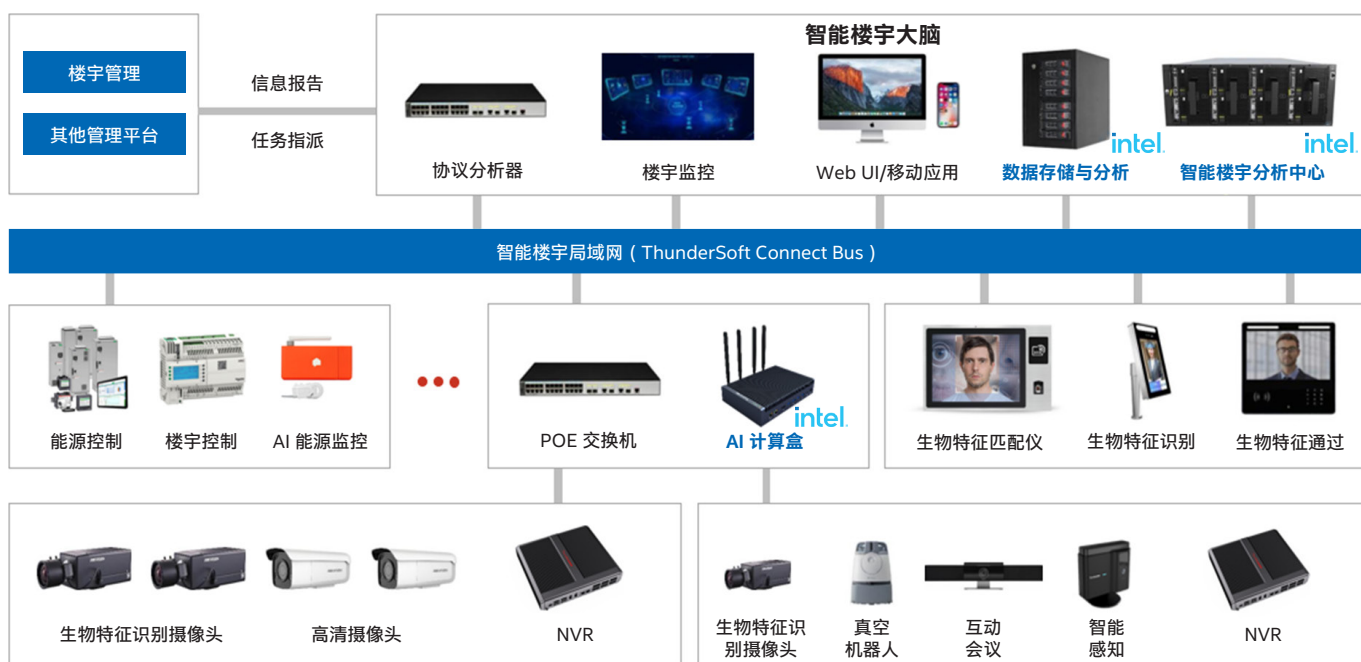 智能楼宇大脑
楼宇管理
其他管理平台
信息报告
任务指派
协议分析器
楼宇监控
Web UI/移动应用
intel.
数据存储与分析
intel.
智能楼宇分析中心
智能楼宇局域网 ( ThunderSoft Connect Bus )
能源控制
楼宇控制
AI 能源监控
POE 交换机
intel.
AI 计算盒
生物特征匹配仪
生物特征识别
生物特征通过
生物特征识别摄像头
高清摄像头
NVR
生物特征识
别摄像头
真空
机器人
互动
会议
智能
感知
NVR